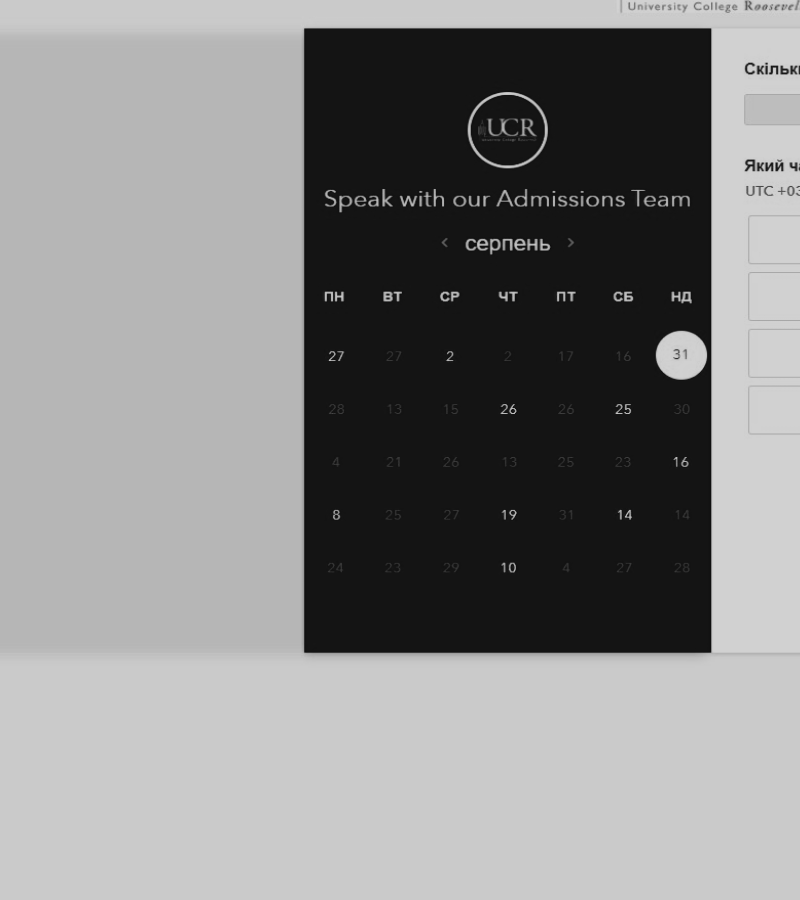 University College Roosevel
UCR
Speak with our Admissions Team
серпень
ПН ВТ СР ЧТ ПТ СБ НД
27 27 2 2 17 16 31
28 13 15 26 26 25 30
4 21 26 13 25 23 16
8 25 27 19 31 14 14
24 23 29 10 4 27 28
Скільк
Який ч
UTC +03